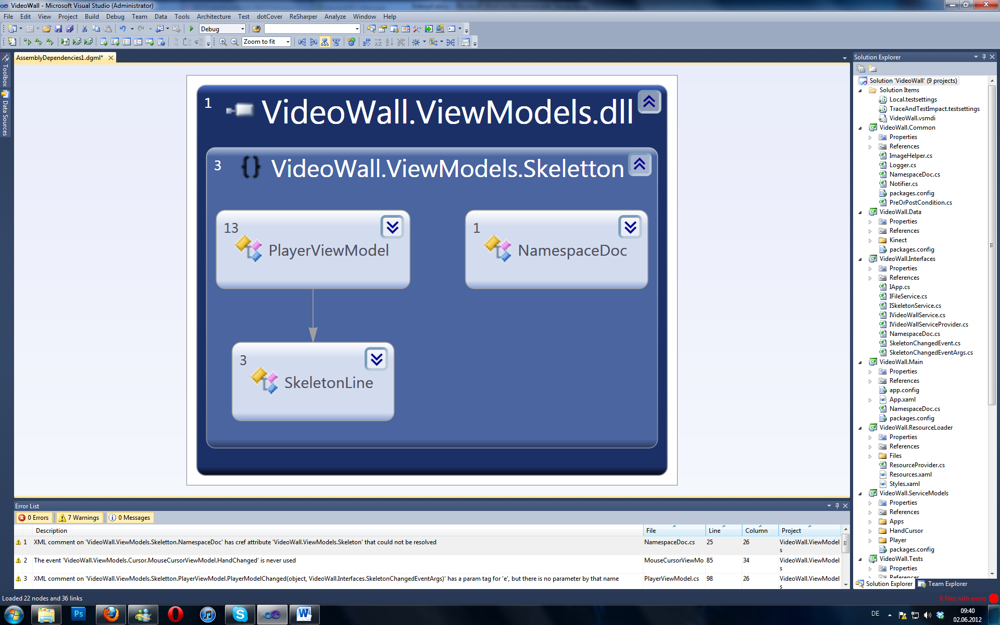 VideoWall - Microsoft Visual Studio (Administrator)
File Edit View Project Build Debug Team Data Tools Architecture Test dotCover ReSharper Analyze Window Help
Debug
Zoom to fit
Toolbox
Data Sources
AssemblyDependencies1.dgml*
1 VideoWall.ViewModels.dll
3 {} VideoWall.ViewModels.Skeletton
13
PlayerViewModel
1
NamespaceDoc
3
SkeletonLine
Error List
0 Errors 7 Warnings 0 Messages
Description File Line Column Project
1 XML comment on 'VideoWall.ViewModels.Skeletton.NamespaceDoc' has cref attribute 'VideoWall.ViewModels.Skeleton' that could not be resolved NamespaceDoc.cs 25 26 VideoWall.ViewModel
s
2 The event 'VideoWall.ViewModels.Cursor.MouseCursorViewModel.HandChanged' is never used MouseCursorViewMo 85 34 VideoWall.ViewModel
s
3 XML comment on 'VideoWall.ViewModels.Skeletton.PlayerViewModel.PlayerModelChanged(object, VideoWall.Interfaces.SkeletonChangedEventArgs)' has a param tag for 'e', but there is no parameter by that name PlayerViewModel.cs 98 26 VideoWall.ViewModel
s
Solution Explorer
Solution 'VideoWall' (9 projects)
Solution Items
Local.testsettings
TraceAndTestImpact.testsettings
VideoWall.vsmdi
VideoWall.Common
Properties
References
ImageHelper.cs
Logger.cs
NamespaceDoc.cs
Notifier.cs
packages.config
PreOrPostCondition.cs
VideoWall.Data
Properties
References
Kinect
packages.config
VideoWall.Interfaces
Properties
References
IApp.cs
IFileService.cs
ISkeletonService.cs
IVideoWallService.cs
IVideoWallServiceProvider.cs
NamespaceDoc.cs
SkeletonChangedEvent.cs
SkeletonChangedEventArgs.cs
VideoWall.Main
Properties
References
app.config
App.xaml
NamespaceDoc.cs
packages.config
VideoWall.ResourceLoader
Properties
References
Files
ResourceProvider.cs
Resources.xaml
Styles.xaml
VideoWall.ServiceModels
Properties
References
Apps
HandCursor
Player
packages.config
VideoWall.Tests
Properties
References
Solution Explorer Team Explorer
Loaded 22 nodes and 36 links
6 files with errors
Ps
DE
09:40
02.06.2012